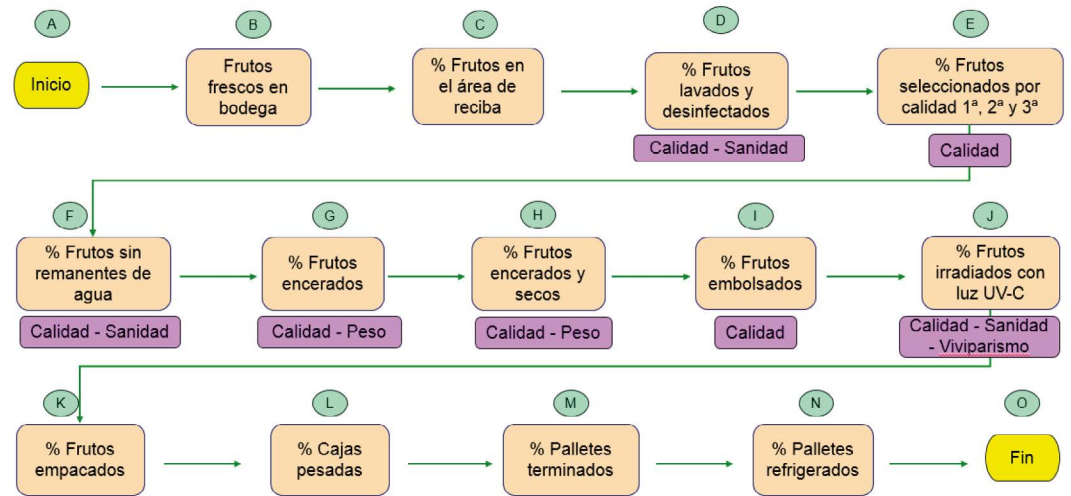 A
B
C
D
E
Inicio
Frutos
frescos en
bodega
% Frutos en
el área de
reciba
% Frutos
lavados y
desinfectados
% Frutos
seleccionados por
calidad 1ª, 2ª y 3ª
Calidad - Sanidad
Calidad
F
G
H
I
J
% Frutos sin
remanentes de
agua
% Frutos
encerados
% Frutos
encerados y
secos
% Frutos
embolsados
% Frutos
irradiados con
luz UV-C
Calidad - Sanidad
Calidad - Peso
Calidad - Peso
Calidad
Calidad - Sanidad
- Viviparismo
K
L
M
N
O
% Frutos
empacados
% Cajas
pesadas
% Palletes
terminados
% Palletes
refrigerados
Fin